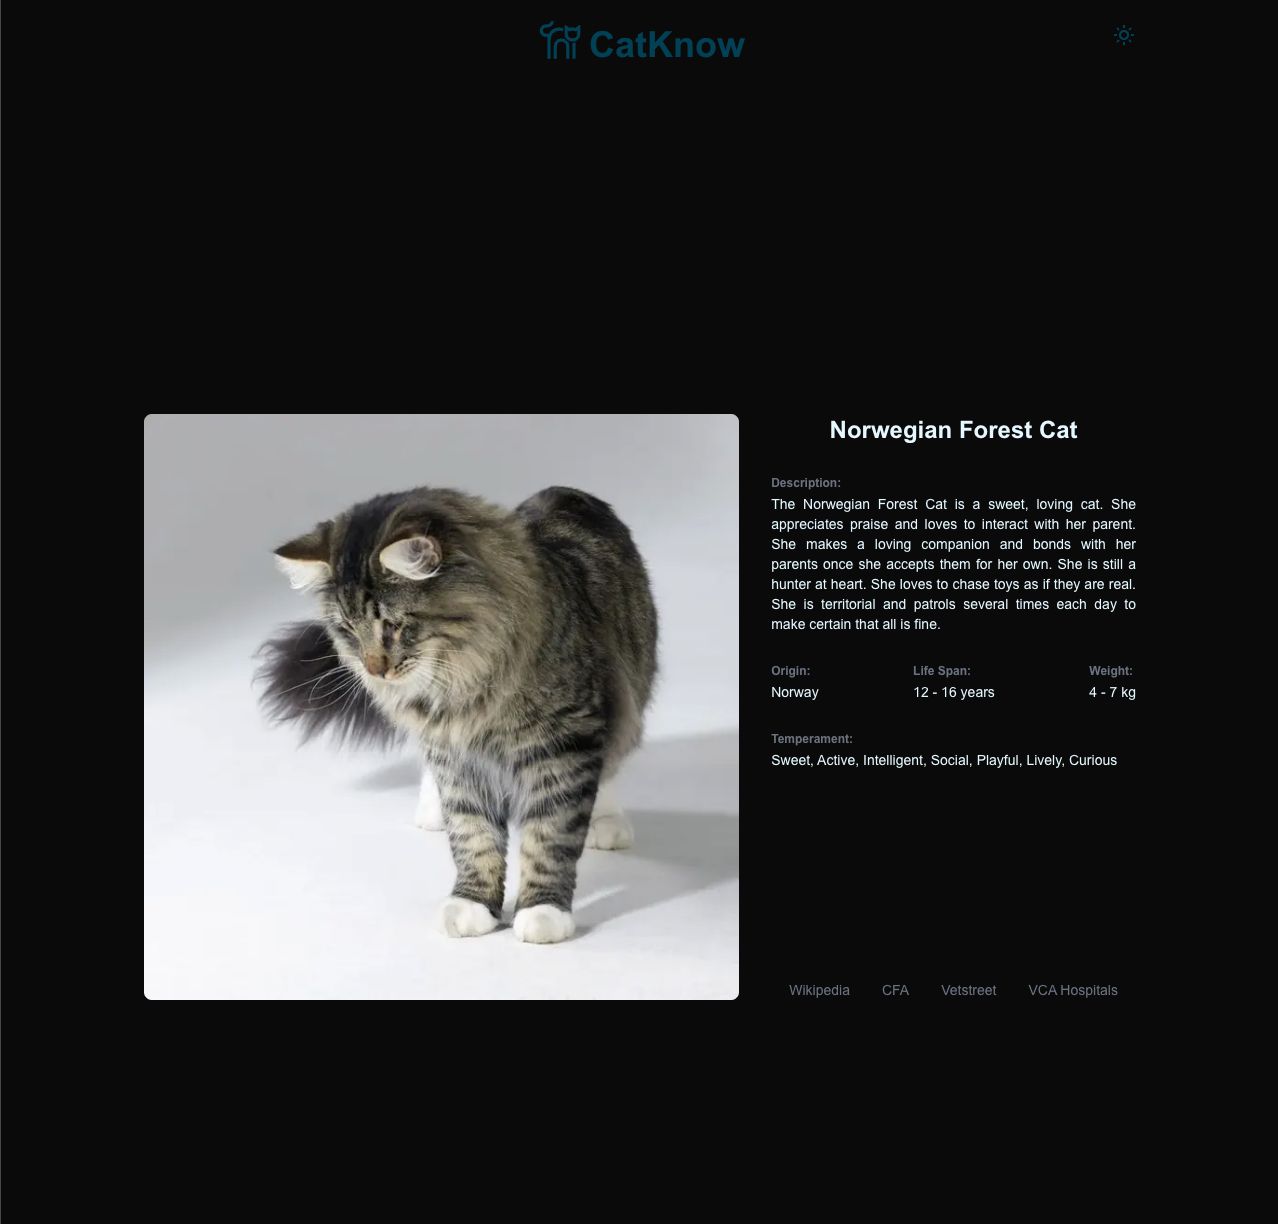 CatKnow
Norwegian Forest Cat
Description:
The Norwegian Forest Cat is a sweet, loving cat. She
appreciates praise and loves to interact with her parent.
She makes a loving companion and bonds with her
parents once she accepts them for her own. She is still a
hunter at heart. She loves to chase toys as if they are real.
She is territorial and patrols several times each day to
make certain that all is fine.
Origin: Life Span: Weight:
Norway 12 - 16 years 4 - 7 kg
Temperament:
Sweet, Active, Intelligent, Social, Playful, Lively, Curious
Wikipedia CFA Vetstreet VCA Hospitals